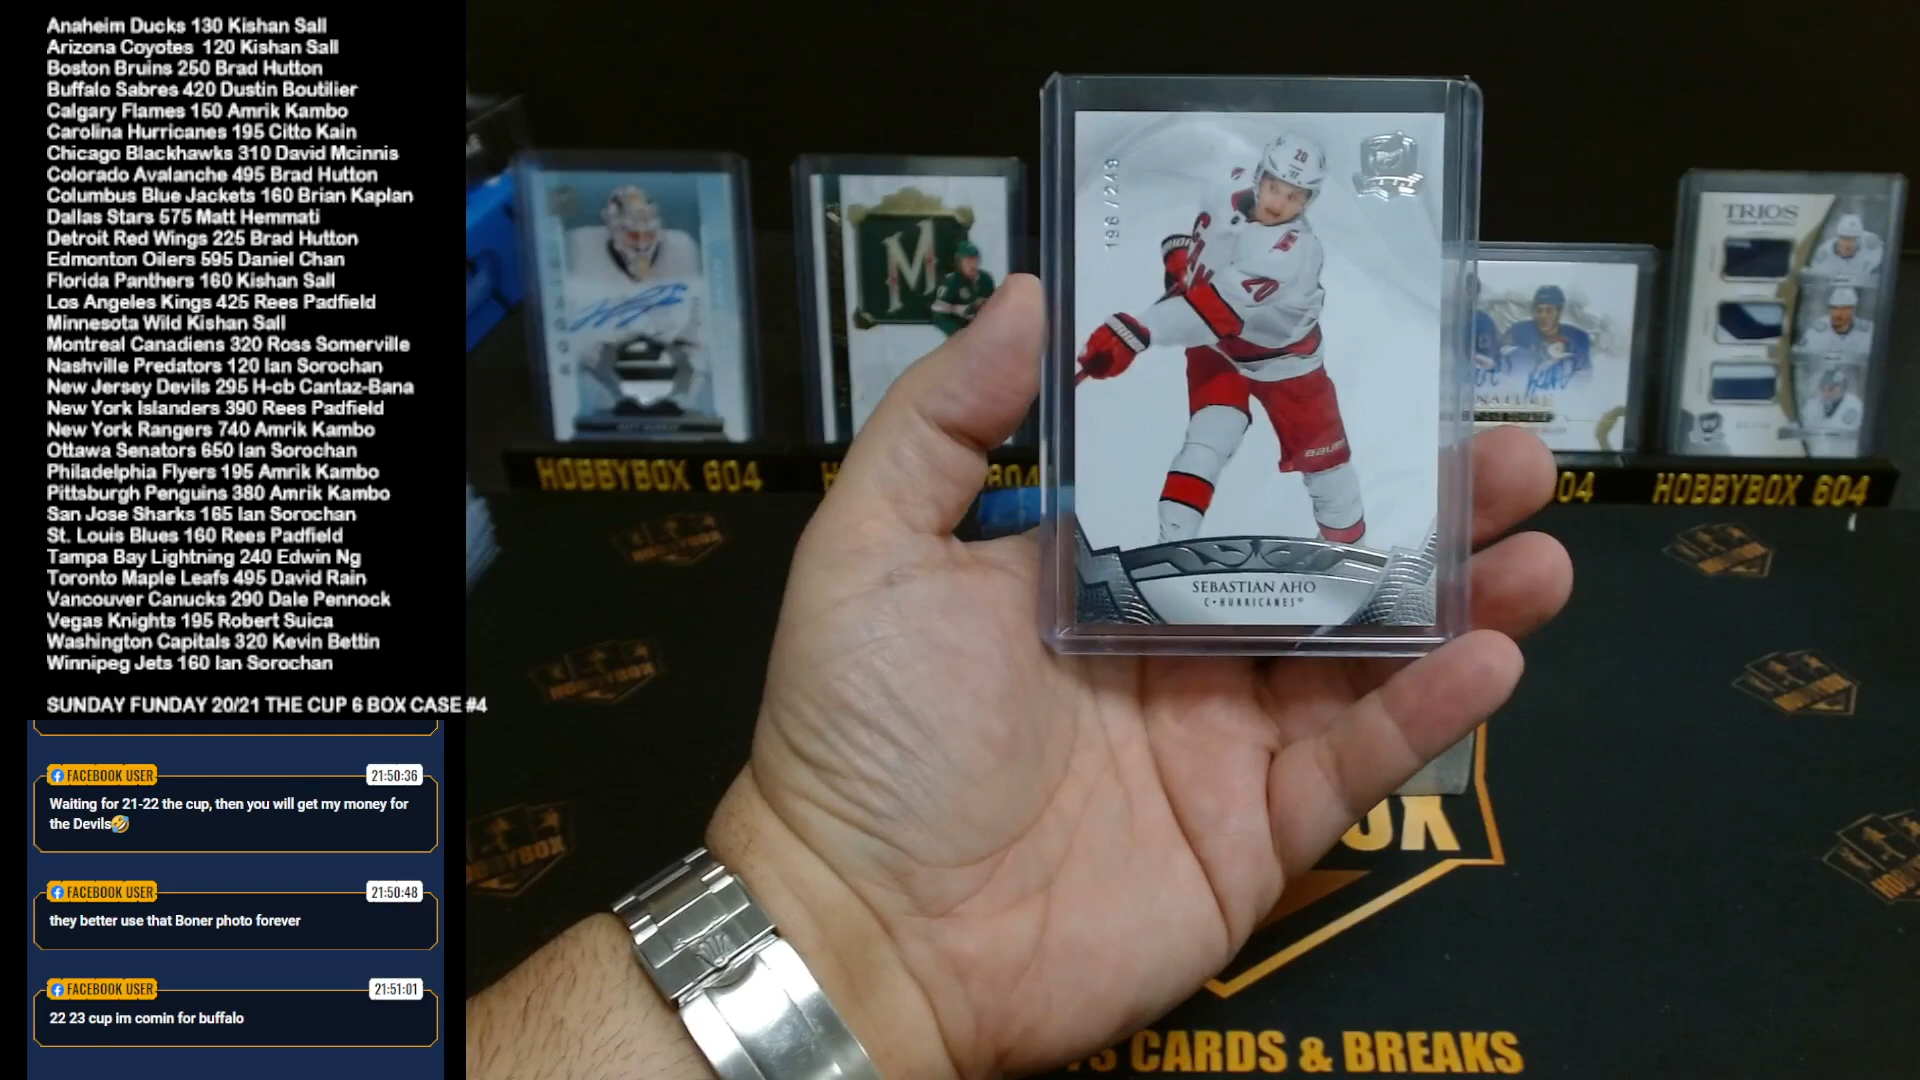 Anaheim Ducks 130 Kishan Sall
Arizona Coyotes 120 Kishan Sall
Boston Bruins 250 Brad Hutton
Buffalo Sabres 420 Dustin Boutilier
Calgary Flames 150 Amrik Kambo
Carolina Hurricanes 195 Citto Kain
Chicago Blackhawks 310 David Mcinnis
Colorado Avalanche 495 Brad Hutton
Columbus Blue Jackets 160 Brian Kaplan
Dallas Stars 575 Matt Hemmati
Detroit Red Wings 225 Brad Hutton
Edmonton Oilers 595 Daniel Chan
Florida Panthers 160 Kishan Sall
Los Angeles Kings 425 Rees Padfield
Minnesota Wild Kishan Sall
Montreal Canadiens 320 Ross Somerville
Nashville Predators 120 Ian Sorochan
New Jersey Devils 295 H-cb Cantaz-Bana
New York Islanders 390 Rees Padfield
New York Rangers 740 Amrik Kambo
Ottawa Senators 650 Ian Sorochan
Philadelphia Flyers 195 Amrik Kambo
Pittsburgh Penguins 380 Amrik Kambo
San Jose Sharks 165 Ian Sorochan
St. Louis Blues 160 Rees Padfield
Tampa Bay Lightning 240 Edwin Ng
Toronto Maple Leafs 495 David Rain
Vancouver Canucks 290 Dale Pennock
Vegas Knights 195 Robert Suica
Washington Capitals 320 Kevin Bettin
Winnipeg Jets 160 Ian Sorochan
SUNDAY FUNDAY 20/21 THE CUP 6 BOX CASE #4
FACEBOOK USER 21:50:36
Waiting for 21-22 the cup, then you will get my money for
the Devils🤣
FACEBOOK USER 21:50:48
they better use that Boner photo forever
FACEBOOK USER 21:51:01
22 23 cup im comin for buffalo
196/249
20
20
BAUER
SEBASTIAN AHO
C•HURRICANES
M
TRIOS
HOBBYBOX 604
604
04
HOBBYBOX 604
HOBBYBOX
HOBBYBOX
HOBBYBOX
OX
CARDS & BREAKS